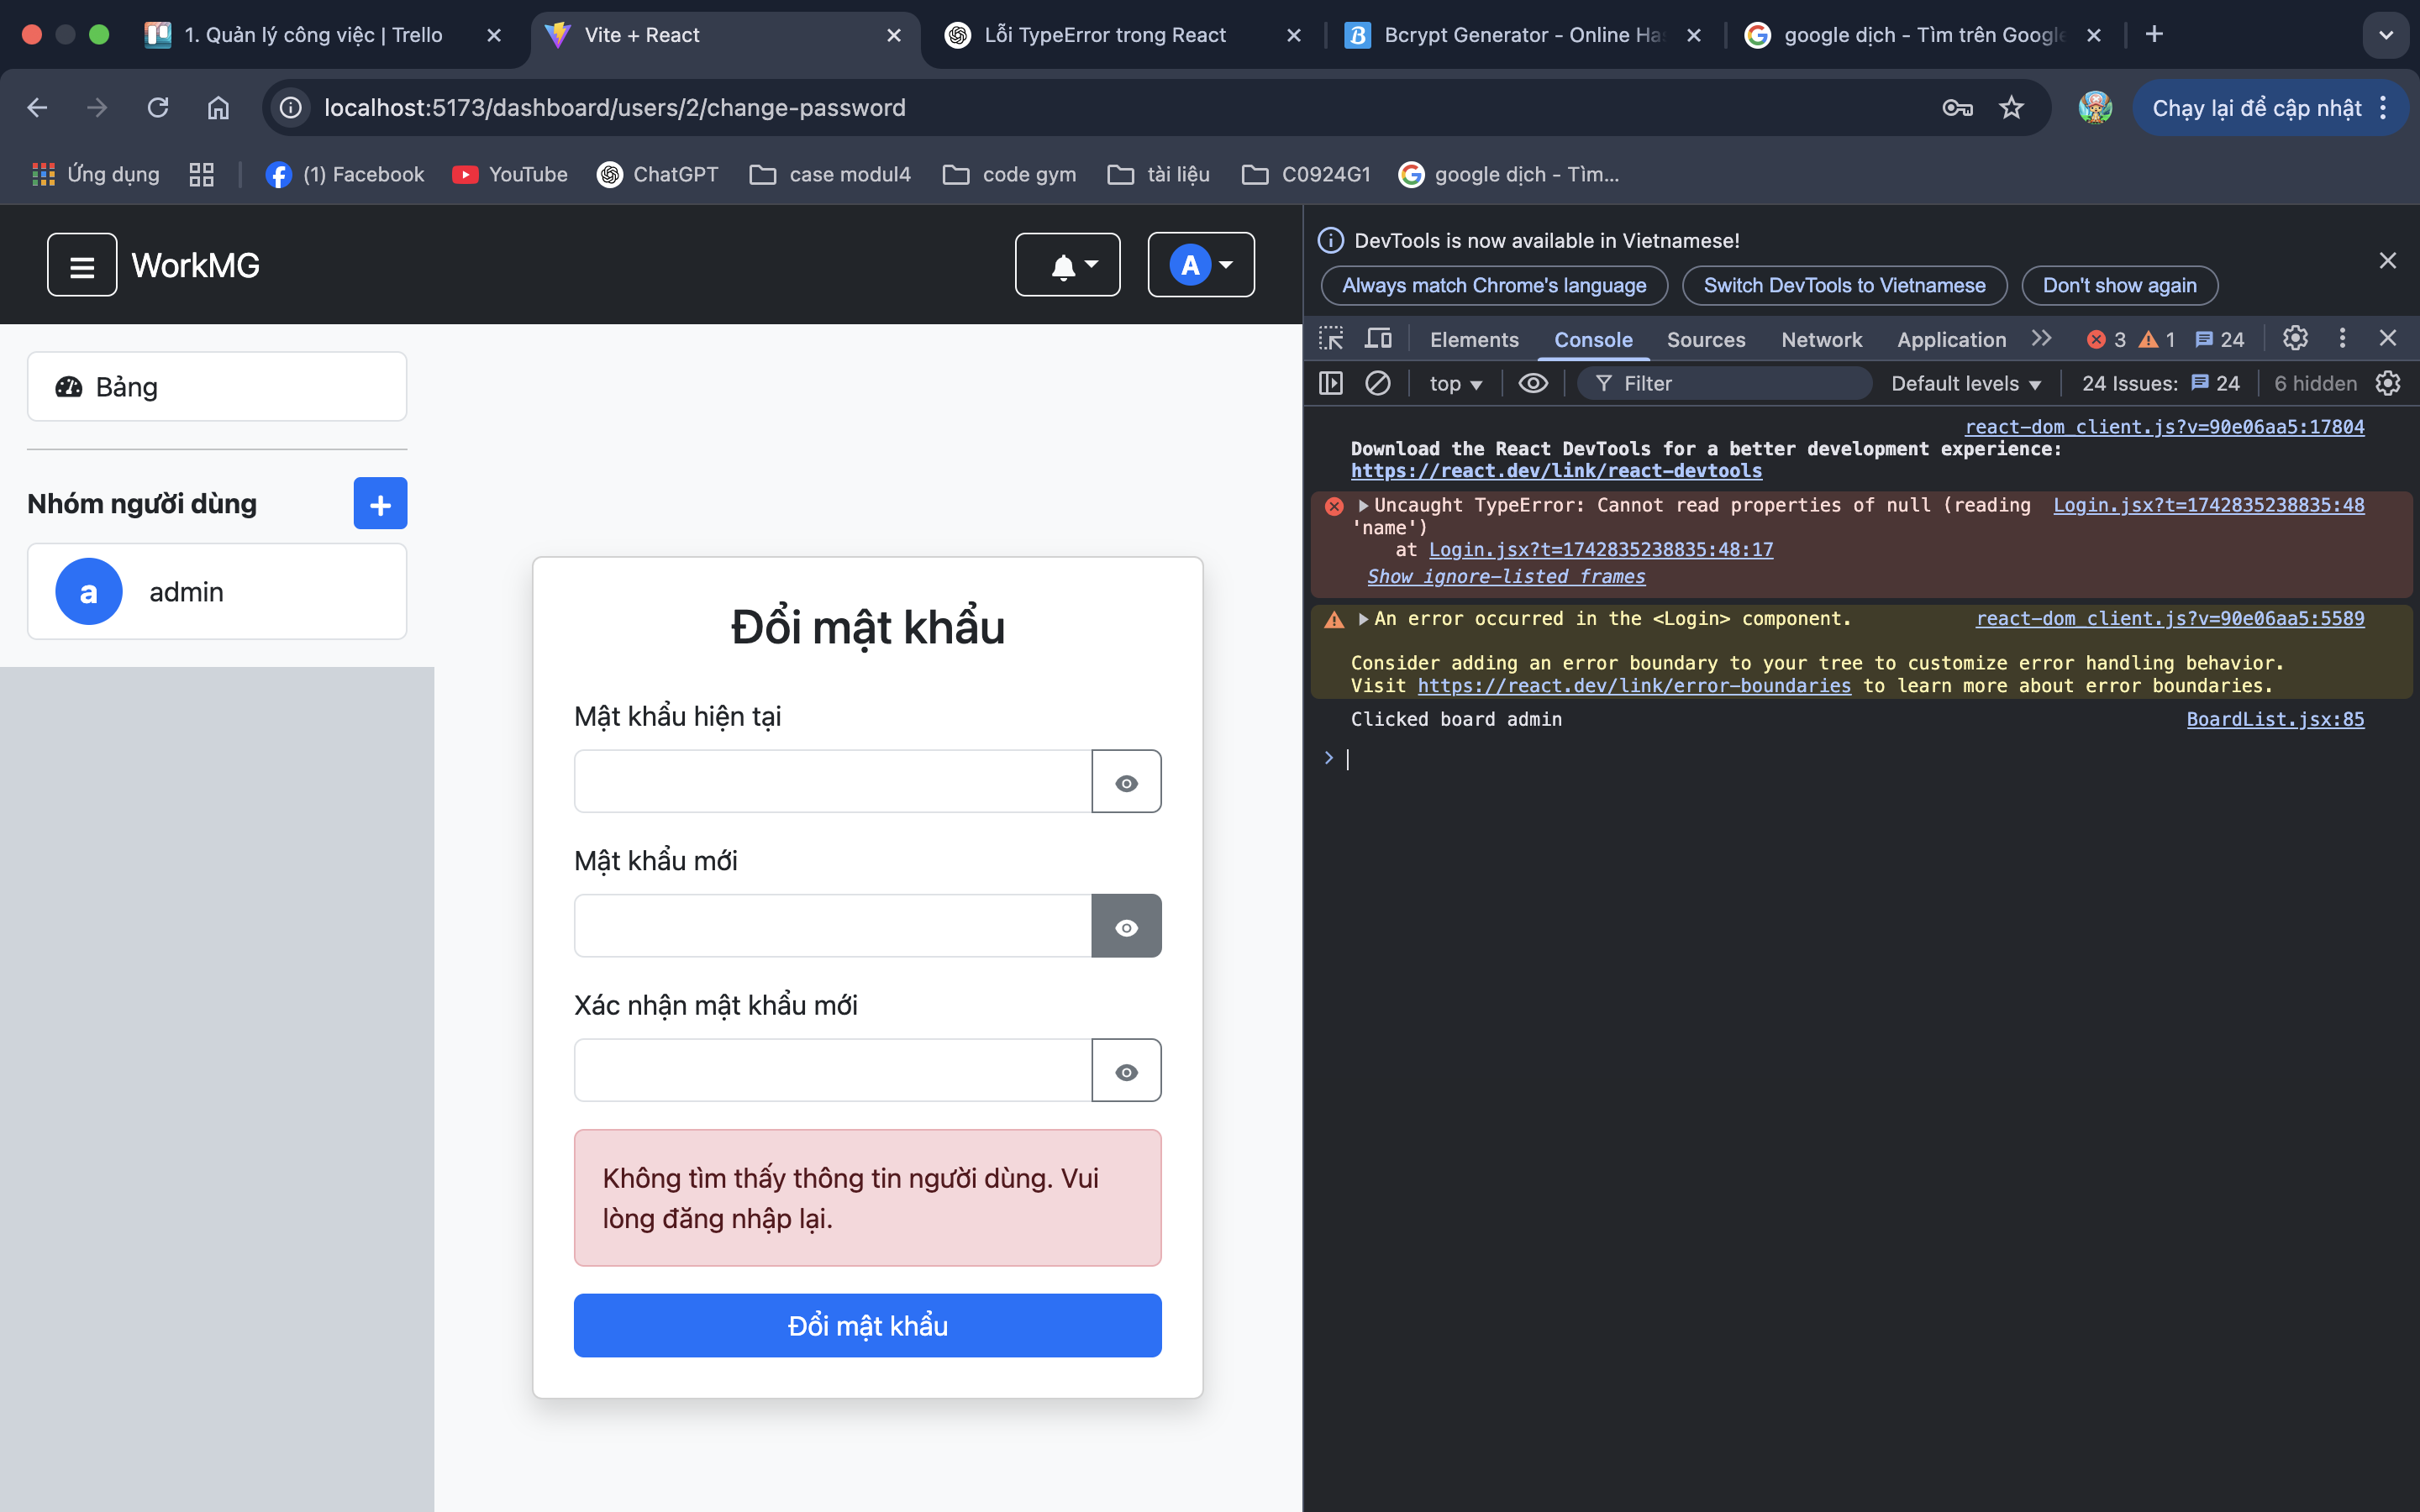 1. Quản lý công việc | Trello
Vite + React
Lỗi TypeError trong React
Bcrypt Generator - Online Ha
google dịch - Tìm trên Google
localhost:5173/dashboard/users/2/change-password
Chạy lại để cập nhật
Ứng dụng
(1) Facebook
YouTube
ChatGPT
case modul4
code gym
tài liệu
C0924G1
google dịch - Tìm...
WorkMG
A
Bảng
Nhóm người dùng
+
a
admin
Đổi mật khẩu
Mật khẩu hiện tại
Mật khẩu mới
Xác nhận mật khẩu mới
Không tìm thấy thông tin người dùng. Vui
lòng đăng nhập lại.
Đổi mật khẩu
DevTools is now available in Vietnamese!
Always match Chrome's language
Switch DevTools to Vietnamese
Don't show again
Elements
Console
Sources
Network
Application
3
1
24
top
Filter
Default levels
24 Issues:
24
6 hidden
react-dom_client.js?v=90e06aa5:17804
Download the React DevTools for a better development experience:
https://react.dev/link/react-devtools
Uncaught TypeError: Cannot read properties of null (reading Login.jsx?t=1742835238835:48
'name')
at Login.jsx?t=1742835238835:48:17
Show ignore-listed frames
An error occurred in the <Login> component. react-dom_client.js?v=90e06aa5:5589
Consider adding an error boundary to your tree to customize error handling behavior.
Visit https://react.dev/link/error-boundaries to learn more about error boundaries.
Clicked board admin BoardList.jsx:85